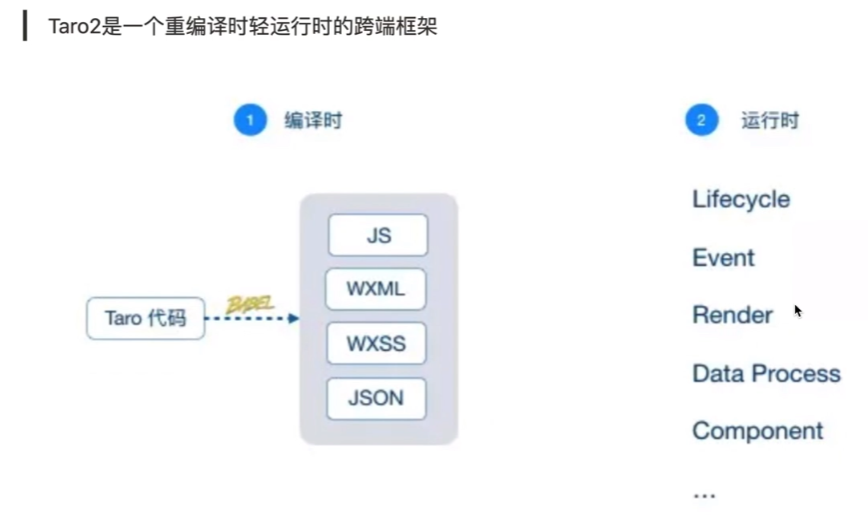 Taro2是一个重编译时轻运行时的跨端框架
1 编译时
2 运行时
Taro 代码
BABEL
JS
WXML
WXSS
JSON
Lifecycle
Event
Render
Data Process
Component
...